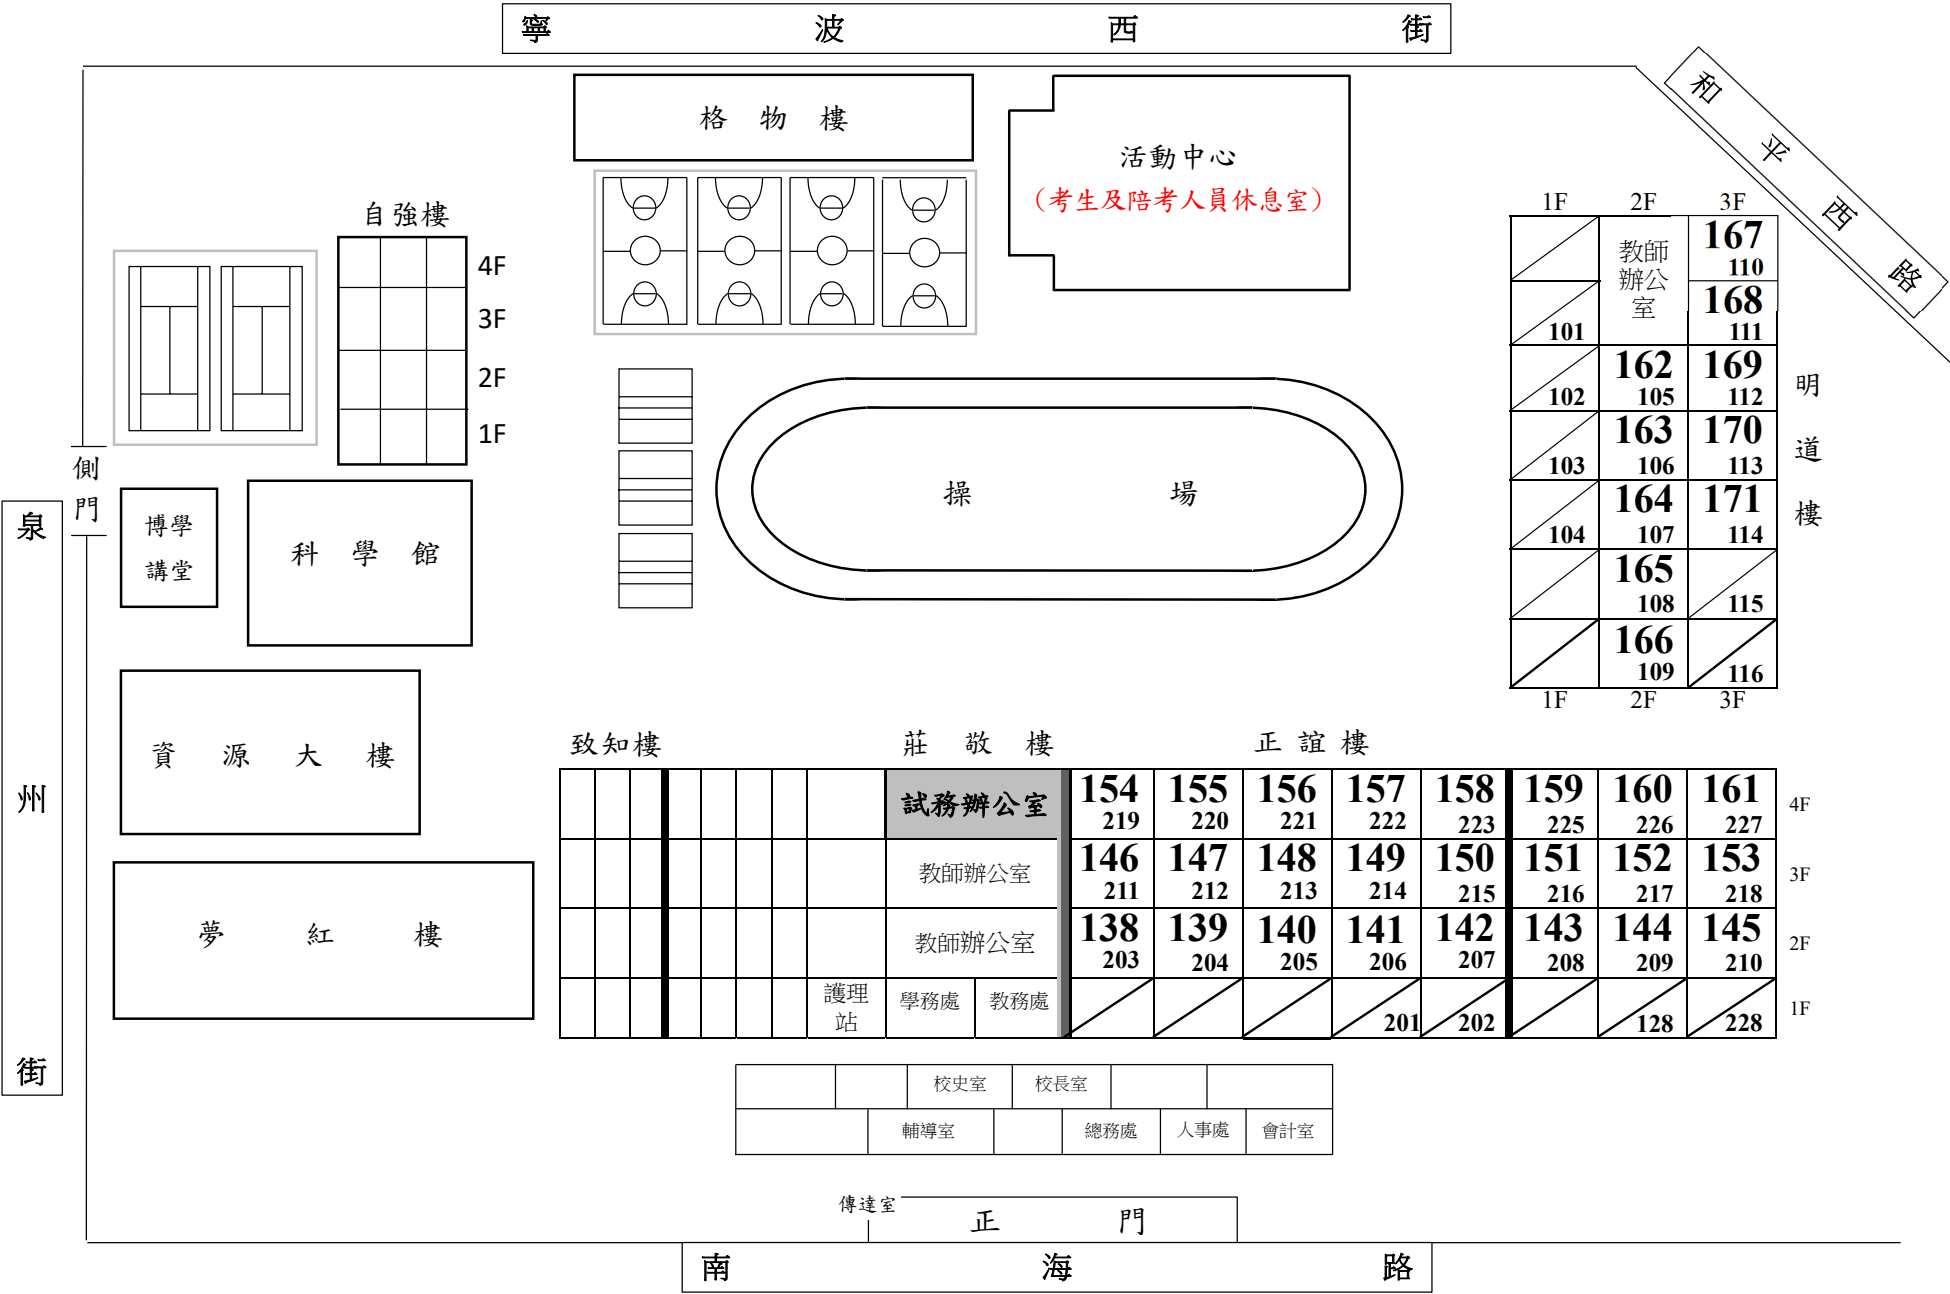 寧波西街
和平西路
格物樓
活動中心
（考生及陪考人員休息室）
自強樓
4F
3F
2F
1F
側門
泉州街
博學
講堂
科學館
資源大樓
夢紅樓
操場
1F 2F 3F
教師
辦公
室
167
110
168
111
101
162 169
102 105 112
163 170
103 106 113
164 171
104 107 114
165
108 115
166
109 116
1F 2F 3F
明道樓
致知樓 莊敬樓 正誼樓
試務辦公室 154 155 156 157 158 159 160 161 4F
219 220 221 222 223 225 226 227
教師辦公室 146 147 148 149 150 151 152 153 3F
211 212 213 214 215 216 217 218
教師辦公室 138 139 140 141 142 143 144 145 2F
203 204 205 206 207 208 209 210
護理
站
學務處 教務處 201 202 128 228 1F
校史室 校長室
輔導室 總務處 人事處 會計室
傳達室
正門
南海路